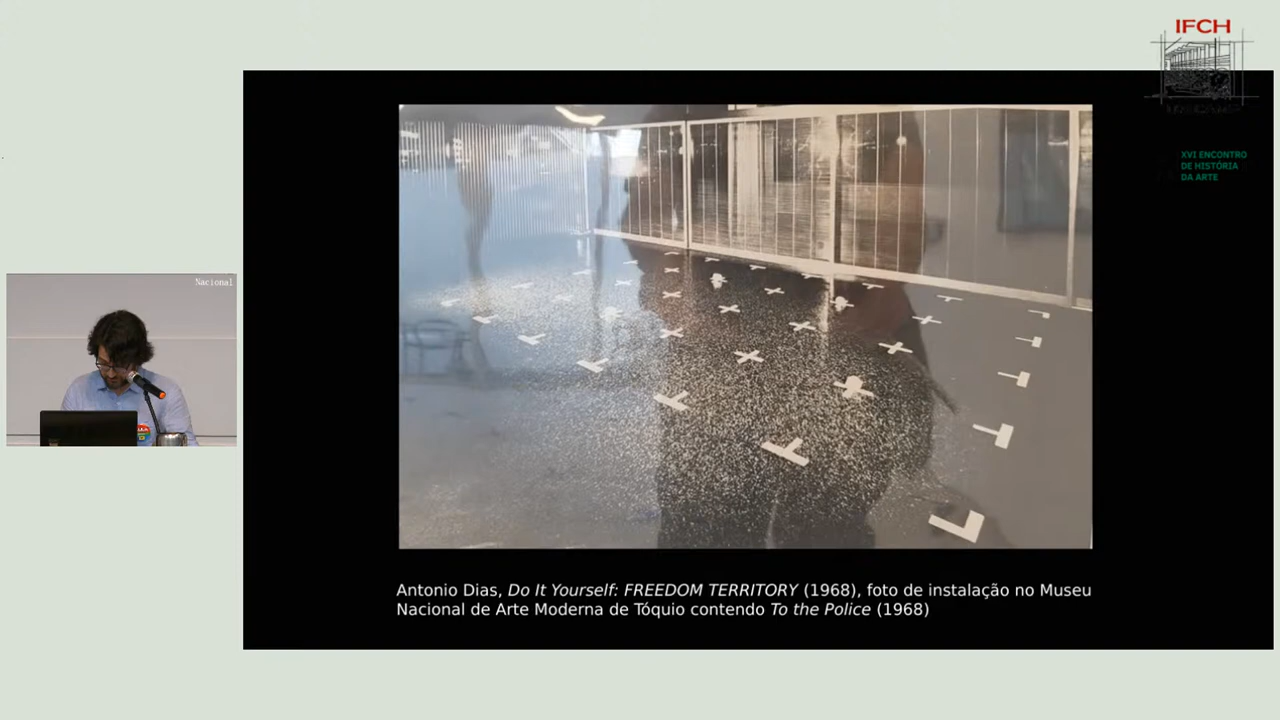 IFCH
XVI ENCONTRO
DE HISTÓRIA
DA ARTE
Nacional
Antonio Dias, Do It Yourself: FREEDOM TERRITORY (1968), foto de instalação no Museu
Nacional de Arte Moderna de Tóquio contendo To the Police (1968)